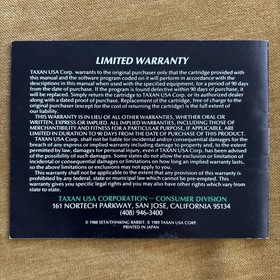 LIMITED WARRANTY
TAXAN USA Corp. warrants to the original purchaser only that the cartridge provided with
this manual and the software program coded on it will perform in accordance with the
descriptions in this manual when used with the specified equipment, for a period of 90 days
from the date of purchase. If the program is found defective within 90 days of purchase, it
will be replaced. Simply return the cartridge to TAXAN USA Corp. or its authorized dealer
along with a dated proof of purchase. Replacement of the cartridge, free of charge to the
original purchaser (except for the cost of returning the cartridge) is the full extent of our
liability.
THIS WARRANTY IS IN LIEU OF ALL OTHER WARRANTIES, WHETHER ORAL OR
WRITTEN, EXPRESS OR IMPLIED. ALL IMPLIED WARRANTIES, INCLUDING THOSE OF
MERCHANTIBILITY AND FITNESS FOR A PARTICULAR PURPOSE, IF APPLICABLE, ARE
LIMITED IN DURATION TO 90 DAYS FROM THE DATE OF PURCHASE OF THIS PRODUCT.
TAXAN USA Corp. shall not be liable for incidental and/or consequential damages for the
breach of any express or implied warranty including damage to property and, to the extent
permitted by law, damages for personal injury, even if TAXAN USA Corp. has been advised
of the possibility of such damages. Some states do not allow the exclusion or limitation of
incidental or consequential damages or limitations on how long an implied warranty lasts,
so the above limitations or exclusion may not apply to you.
This warranty shall not be applicable to the extent that any provision of this warranty is
prohibited by any federal, state or municipal law which cannot be pre-empted. This
warranty gives you specific legal rights and you may also have other rights which vary from
state to state.
TAXAN USA CORPORATION — CONSUMER DIVISION
161 NORTECH PARKWAY, SAN JOSE, CALIFORNIA 95134
(408) 946-3400
© 1988 SETA/THINKING RABBIT, © 1989 TAXAN USA CORP.
PRINTED IN JAPAN